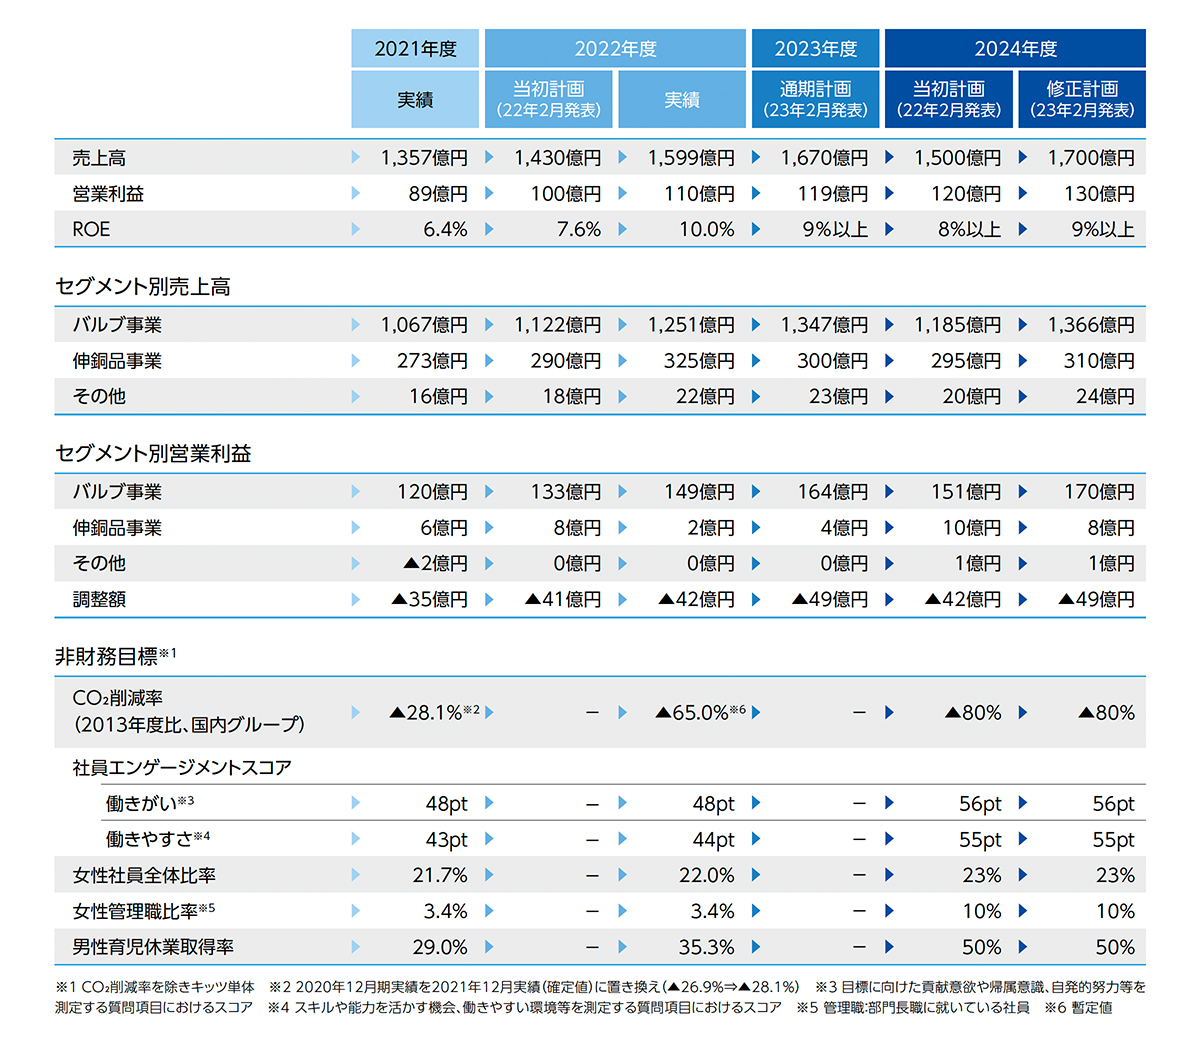 2021年度 2022年度 2023年度 2024年度
実績 当初計画 (22年2月発表) 実績 通期計画 (23年2月発表) 当初計画 (22年2月発表) 修正計画 (23年2月発表)
売上高 1,357億円 1,430億円 1,599億円 1,670億円 1,500億円 1,700億円
営業利益 89億円 100億円 110億円 119億円 120億円 130億円
ROE 6.4% 7.6% 10.0% 9%以上 8%以上 9%以上
セグメント別売上高
バルブ事業 1,067億円 1,122億円 1,251億円 1,347億円 1,185億円 1,366億円
伸銅品事業 273億円 290億円 325億円 300億円 295億円 310億円
その他 16億円 18億円 22億円 23億円 20億円 24億円
セグメント別営業利益
バルブ事業 120億円 133億円 149億円 164億円 151億円 170億円
伸銅品事業 6億円 8億円 2億円 4億円 10億円 8億円
その他 ▲2億円 0億円 0億円 0億円 1億円 1億円
調整額 ▲35億円 ▲41億円 ▲42億円 ▲49億円 ▲42億円 ▲49億円
非財務目標※1
CO₂削減率
(2013年度比、国内グループ) ▲28.1%※2 − ▲65.0%※6 − ▲80% ▲80%
社員エンゲージメントスコア
働きがい※3 48pt − 48pt − 56pt 56pt
働きやすさ※4 43pt − 44pt − 55pt 55pt
女性社員全体比率 21.7% − 22.0% − 23% 23%
女性管理職比率※5 3.4% − 3.4% − 10% 10%
男性育児休業取得率 29.0% − 35.3% − 50% 50%
※1 CO₂削減率を除きキッツ単体 ※2 2020年12月期実績を2021年12月実績(確定値)に置き換え(▲26.9%⇒▲28.1%) ※3 目標に向けた貢献意欲や帰属意識、自発的努力等を
測定する質問項目におけるスコア ※4 スキルや能力を活かす機会、働きやすい環境等を測定する質問項目におけるスコア ※5 管理職:部門長職に就いている社員 ※6 暫定値